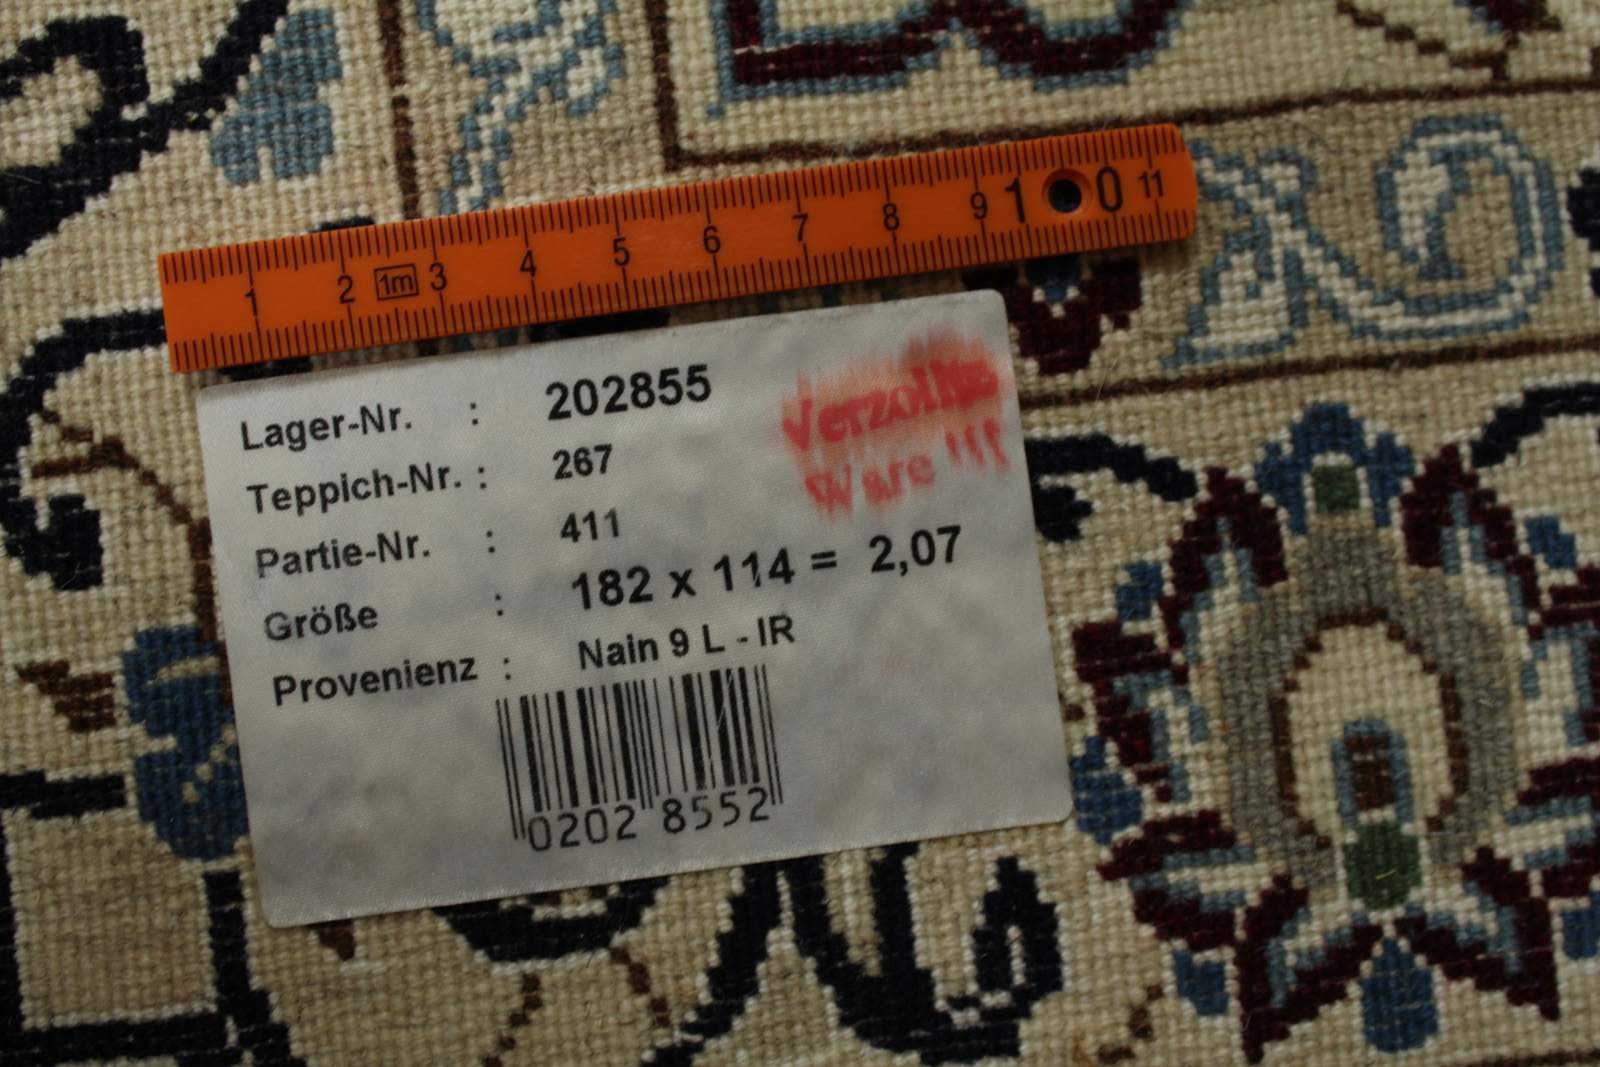 1 2 1m 3 4 5 6 7 8 9 10 11
Lager-Nr. : 202855
Teppich-Nr. : 267
Partie-Nr. : 411
Größe : 182 x 114 = 2,07
Provenienz : Nain 9 L - IR
Ware !!!
0202 8552